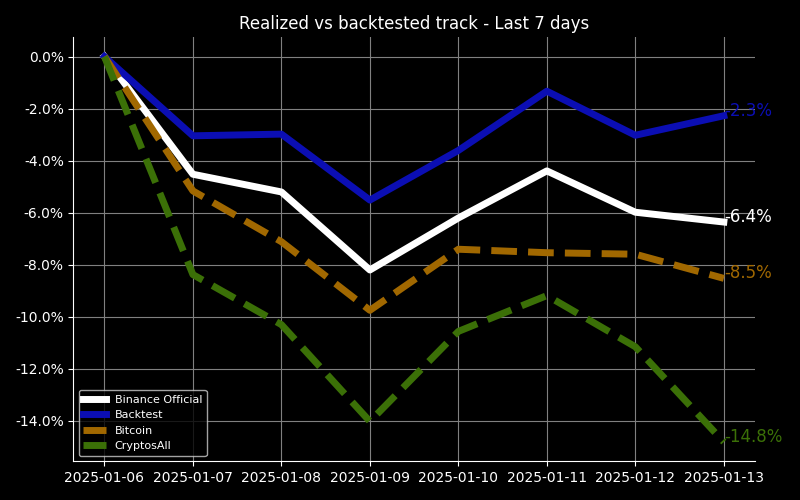 Realized vs backtested track - Last 7 days
0.0%
-2.0%
-4.0%
-6.0%
-8.0%
-10.0%
-12.0%
-14.0%
-2.3%
-6.4%
-8.5%
-14.8%
Binance Official
Backtest
Bitcoin
CryptosAll
2025-01-06 2025-01-07 2025-01-08 2025-01-09 2025-01-10 2025-01-11 2025-01-12 2025-01-13